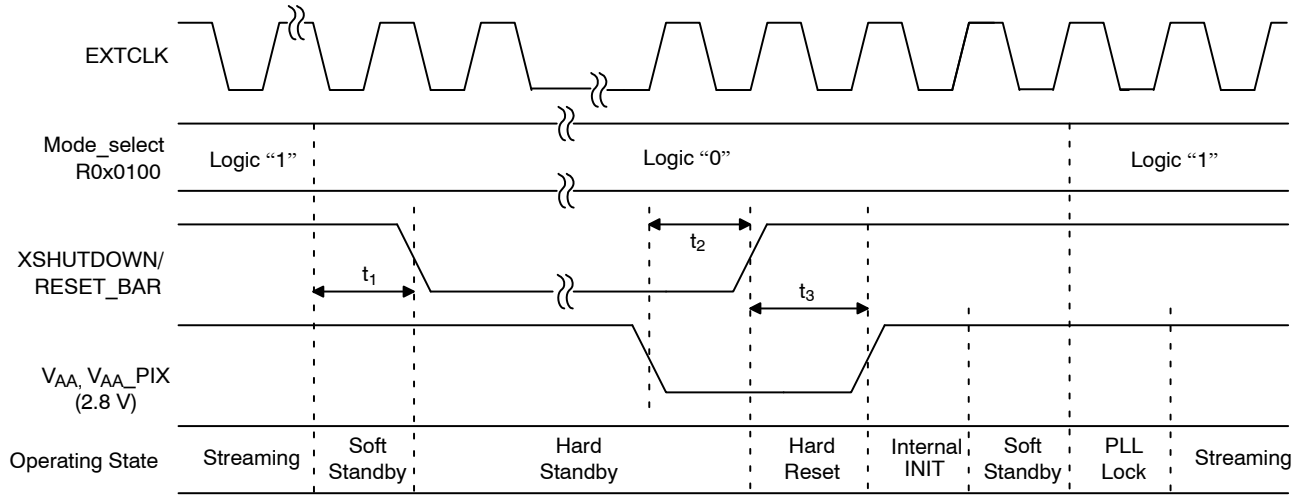 EXTCLK
Mode_select
R0x0100
Logic “1”
Logic “0”
Logic “1”
XSHUTDOWN/
RESET_BAR
t1
t2
t3
VAA, VAA_PIX
(2.8 V)
Operating State
Streaming
Soft
Standby
Hard
Standby
Hard
Reset
Internal
INIT
Soft
Standby
PLL
Lock
Streaming